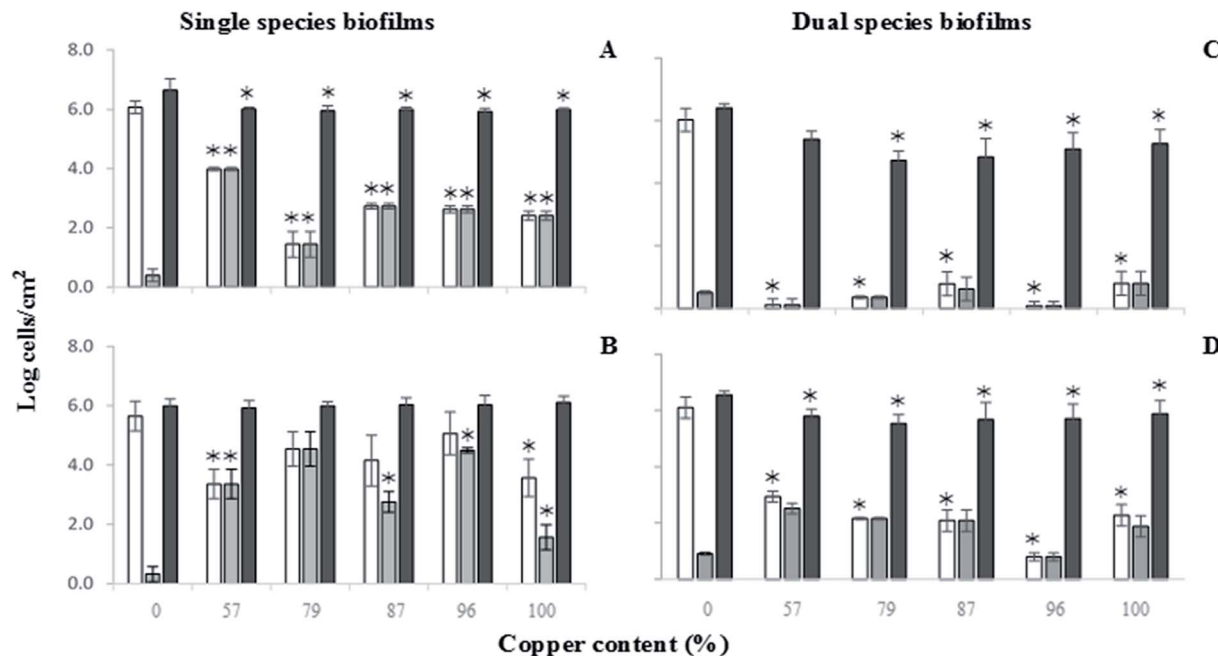 Single species biofilms
Dual species biofilms
8.0
A
C
6.0
* * * * *
* * * *
4.0
** ** ** ** **
2.0
* * * * *
0.0
Log cells/cm²
8.0
B
D
6.0
* * * * *
4.0
** * * * *
* * * * *
2.0
*
0.0
0 57 79 87 96 100
0 57 79 87 96 100
Copper content (%)